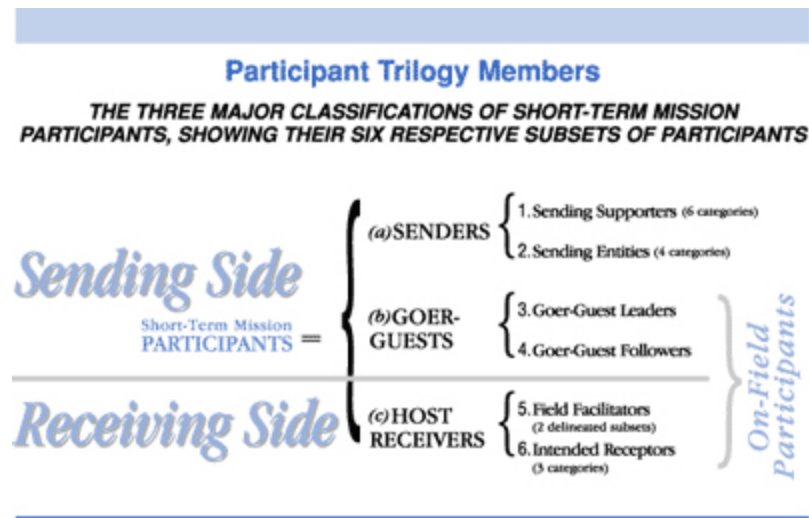 Participant Trilogy Members
THE THREE MAJOR CLASSIFICATIONS OF SHORT-TERM MISSION
PARTICIPANTS, SHOWING THEIR SIX RESPECTIVE SUBSETS OF PARTICIPANTS
Sending Side
Short-Term Mission
PARTICIPANTS =
(a) SENDERS
1. Sending Supporters (6 categories)
2. Sending Entities (4 categories)
(b) GOER-
GUESTS
3. Goer-Guest Leaders
4. Goer-Guest Followers
Receiving Side
(c) HOST
RECEIVERS
5. Field Facilitators
(2 delineated subsets)
6. Intended Receptors
(3 categories)
On-Field
Participants